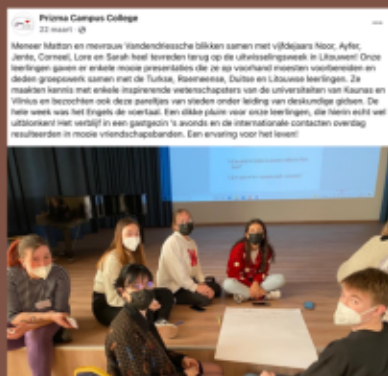 Prizma Campus College
22 maart
Meneer Matton en mevrouw Vandendriessche blikken samen met vijfdejaars Noor, Ayfer,
Jente, Corneel, Lore en Sarah heel tevreden terug op de uitwisselingsweek in Litouwen! Onze
leerlingen gaven er enkele mooie presentaties die ze op voorhand moesten voorbereiden en
deden groepswerk samen met de Turkse, Roemeense, Duitse en Litouwse leerlingen. Ze
maakten kennis met enkele inspirerende wetenschapsters van de universiteiten van Kaunas en
Vilnius en bezochten ook deze pareltjes van steden onder leiding van deskundige gidsen. De
hele week was het Engels de voertaal. Een dikke pluim voor onze leerlingen, die hierin echt wel
uitblonken! Het verblijf in een gastgezin 's avonds en de internationale contacten overdag
resulteerden in mooie vriendschapsbanden. Een ervaring voor het leven!